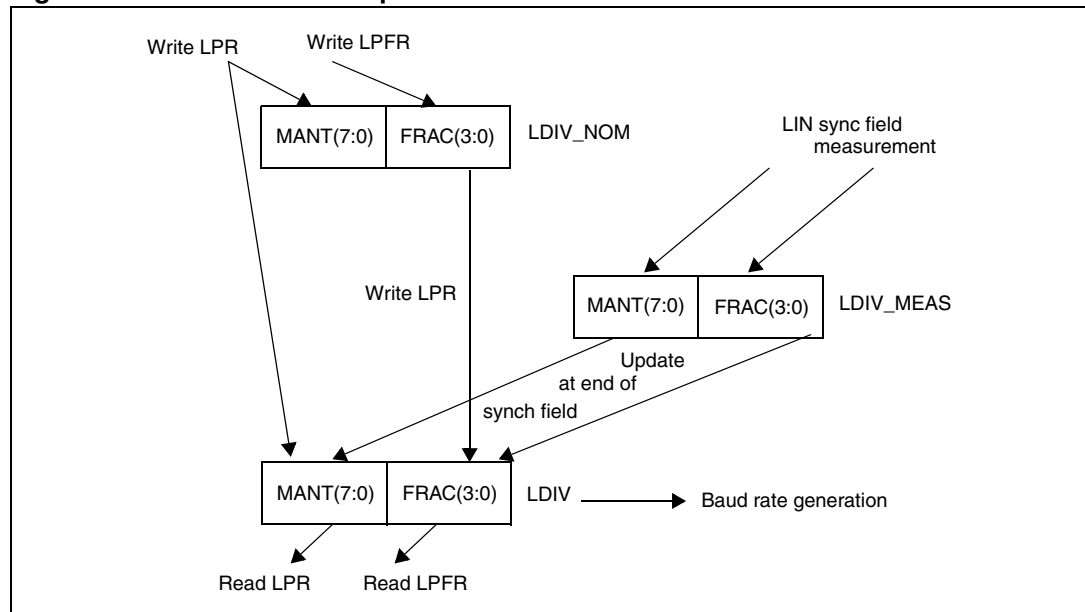 Write LPR
Write LPFR
MANT(7:0)
FRAC(3:0)
LDIV_NOM
LIN sync field
measurement
Write LPR
MANT(7:0)
FRAC(3:0)
LDIV_MEAS
Update
at end of
synch field
MANT(7:0)
FRAC(3:0)
LDIV
Baud rate generation
Read LPR
Read LPFR